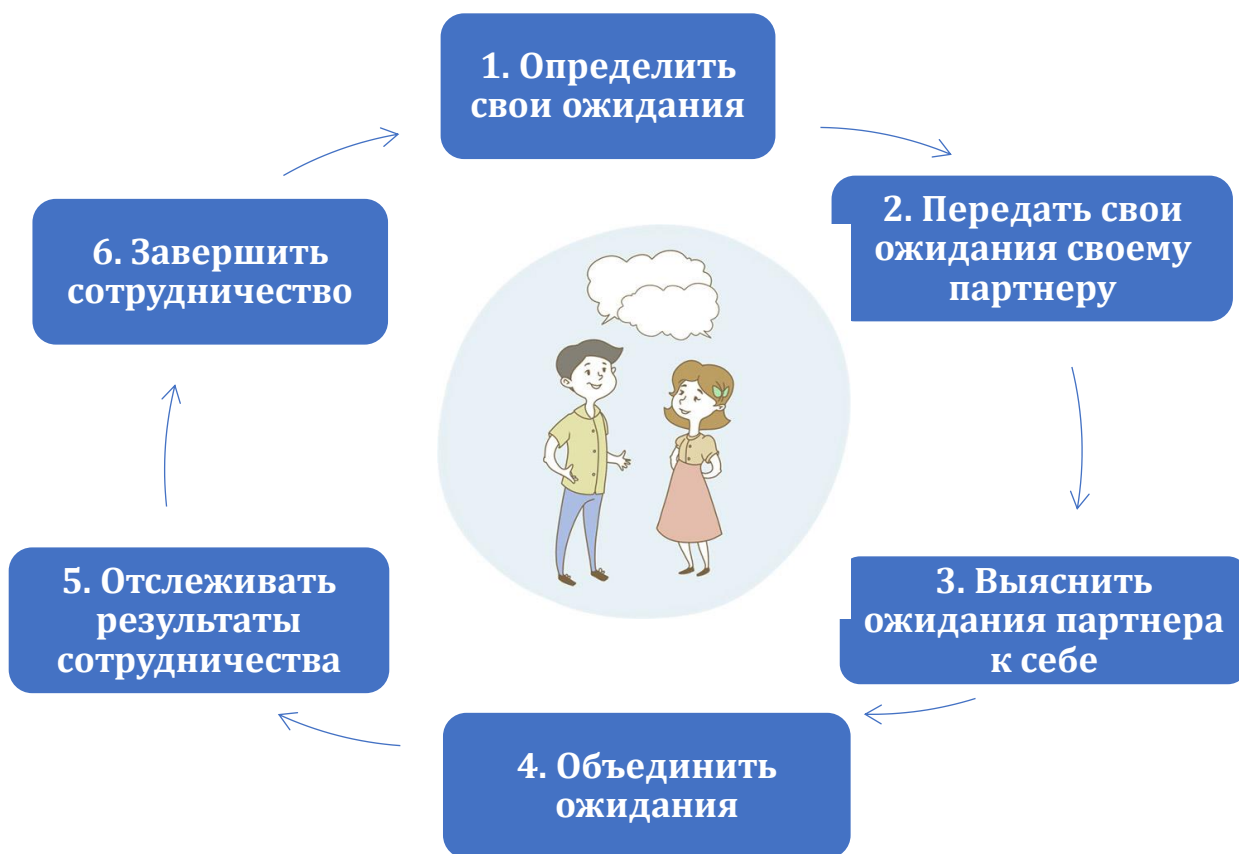 1. Определить
свои ожидания
2. Передать свои
ожидания своему
партнеру
3. Выяснить
ожидания партнера
к себе
4. Объединить
ожидания
5. Отслеживать
результаты
сотрудничества
6. Завершить
сотрудничество